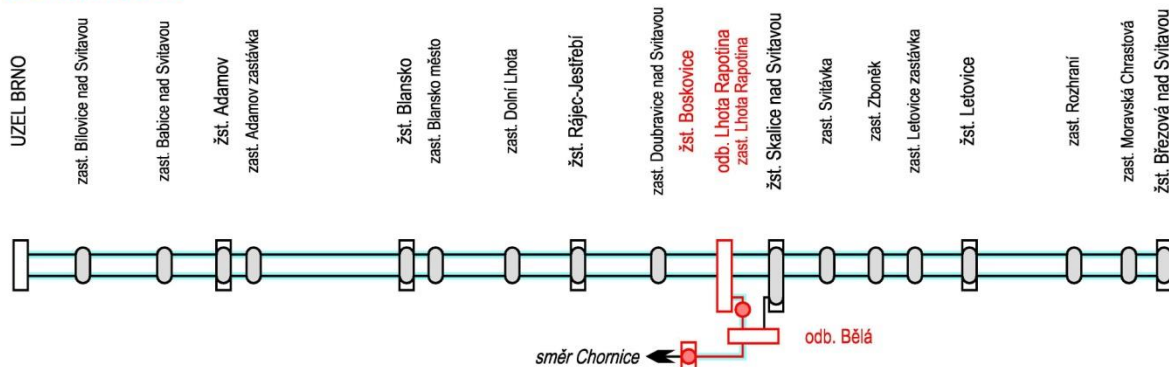 UZEL BRNO
zast. Bílovice nad Svitavou
zast. Babice nad Svitavou
žst. Adamov
zast. Adamov zastávka
žst. Blansko
zast. Blansko město
zast. Dolní Lhota
žst. Rájec-Jestřebí
zast. Doubravice nad Svitavou
žst. Boskovice
odb. Lhota Rapotina
zast. Lhota Rapotina
žst. Skalice nad Svitavou
zast. Svitávka
zast. Zboněk
zast. Letovice zastávka
žst. Letovice
zast. Rozhraní
zast. Moravská Chrastová
žst. Březová nad Svitavou
odb. Bělá
směr Chornice